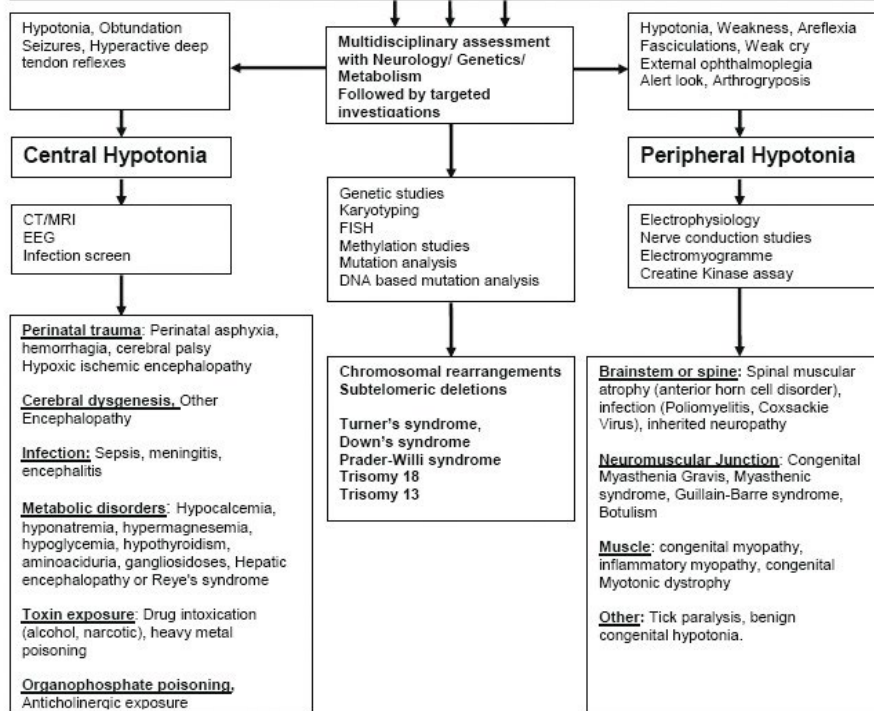 Hypotonia, Obtundation
Seizures, Hyperactive deep
tendon reflexes
Multidisciplinary assessment
with Neurology/ Genetics/
Metabolism
Followed by targeted
investigations
Hypotonia, Weakness, Areflexia
Fasciculations, Weak cry
External ophthalmoplegia
Alert look, Arthrogryposis
Central Hypotonia
Peripheral Hypotonia
CT/MRI
EEG
Infection screen
Genetic studies
Karyotyping
FISH
Methylation studies
Mutation analysis
DNA based mutation analysis
Electrophysiology
Nerve conduction studies
Electromyogramme
Creatine Kinase assay
Perinatal trauma: Perinatal asphyxia,
hemorrhagia, cerebral palsy
Hypoxic ischemic encephalopathy
Cerebral dysgenesis, Other
Encephalopathy
Infection: Sepsis, meningitis,
encephalitis
Metabolic disorders: Hypocalcemia,
hyponatremia, hypermagnesemia,
hypoglycemia, hypothyroidism,
aminoaciduria, gangliosidoses, Hepatic
encephalopathy or Reye's syndrome
Toxin exposure: Drug intoxication
(alcohol, narcotic), heavy metal
poisoning
Organophosphate poisoning,
Anticholinergic exposure
Chromosomal rearrangements
Subtelomeric deletions
Turner's syndrome,
Down's syndrome
Prader-Willi syndrome
Trisomy 18
Trisomy 13
Brainstem or spine: Spinal muscular
atrophy (anterior horn cell disorder),
infection (Poliomyelitis, Coxsackie
Virus), inherited neuropathy
Neuromuscular Junction: Congenital
Myasthenia Gravis, Myasthenic
syndrome, Guillain-Barre syndrome,
Botulism
Muscle: congenital myopathy,
inflammatory myopathy, congenital
Myotonic dystrophy
Other: Tick paralysis, benign
congenital hypotonia.